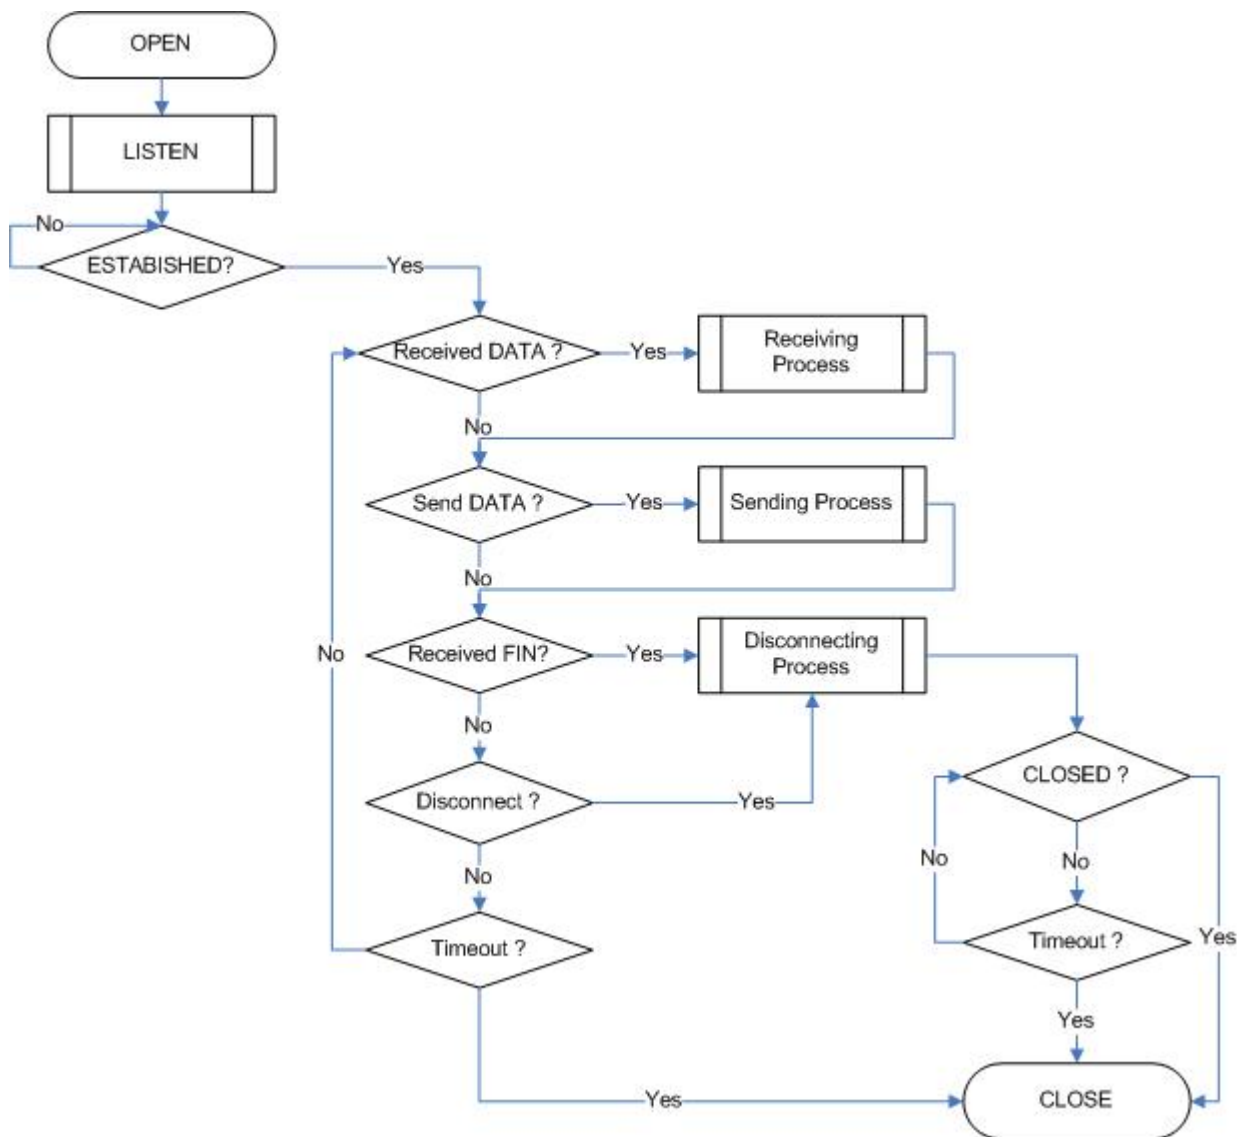 OPEN
LISTEN
No
ESTABISHED?
Yes
Received DATA ?
Yes
Receiving
Process
No
Send DATA ?
Yes
Sending Process
No
Received FIN?
Yes
Disconnecting
Process
No
No
Disconnect ?
Yes
CLOSED ?
No
No
No
Timeout ?
Timeout ?
Yes
Yes
Yes
CLOSE